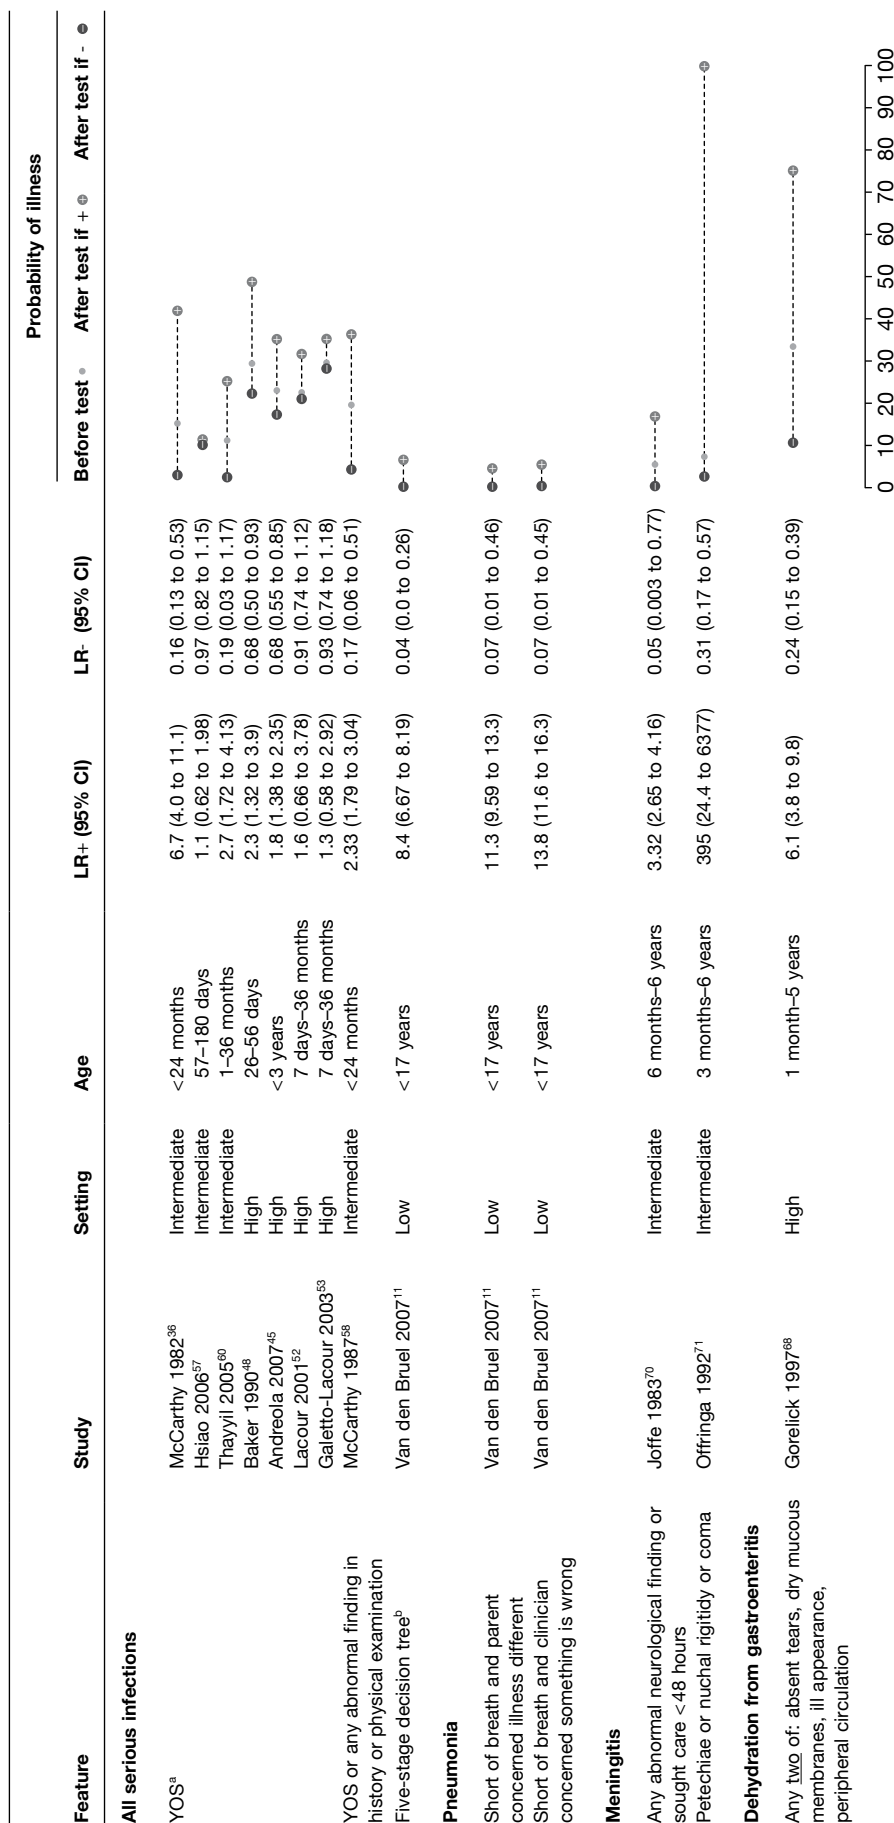 Probability of illness
Feature Study Setting Age LR+ (95% CI) LR- (95% CI) Before test After test if + After test if -
All serious infections
YOSa McCarthy 198236 Intermediate <24 months 6.7 (4.0 to 11.1) 0.16 (0.13 to 0.53)
Hsiao 200657 Intermediate 57–180 days 1.1 (0.62 to 1.98) 0.97 (0.82 to 1.15)
Thayyil 200560 Intermediate 1–36 months 2.7 (1.72 to 4.13) 0.19 (0.03 to 1.17)
Baker 199048 High 26–56 days 2.3 (1.32 to 3.9) 0.68 (0.50 to 0.93)
Andreola 200745 High <3 years 1.8 (1.38 to 2.35) 0.68 (0.55 to 0.85)
Lacour 200152 High 7 days–36 months 1.6 (0.66 to 3.78) 0.91 (0.74 to 1.12)
Galetto-Lacour 200353 High 7 days–36 months 1.3 (0.58 to 2.92) 0.93 (0.74 to 1.18)
YOS or any abnormal finding in McCarthy 198758 Intermediate <24 months 2.33 (1.79 to 3.04) 0.17 (0.06 to 0.51)
history or physical examination
Five-stage decision treeb Van den Bruel 200711 Low <17 years 8.4 (6.67 to 8.19) 0.04 (0.0 to 0.26)
Pneumonia
Short of breath and parent Van den Bruel 200711 Low <17 years 11.3 (9.59 to 13.3) 0.07 (0.01 to 0.46)
concerned illness different
Short of breath and clinician Van den Bruel 200711 Low <17 years 13.8 (11.6 to 16.3) 0.07 (0.01 to 0.45)
concerned something is wrong
Meningitis
Any abnormal neurological finding or Joffe 198370 Intermediate 6 months–6 years 3.32 (2.65 to 4.16) 0.05 (0.003 to 0.77)
sought care <48 hours
Petechiae or nuchal rigitidy or coma Offringa 199271 Intermediate 3 months–6 years 395 (24.4 to 6377) 0.31 (0.17 to 0.57)
Dehydration from gastroenteritis
Any two of: absent tears, dry mucous Gorelick 199768 High 1 month–5 years 6.1 (3.8 to 9.8) 0.24 (0.15 to 0.39)
membranes, ill appearance,
peripheral circulation
0 10 20 30 40 50 60 70 80 90 100